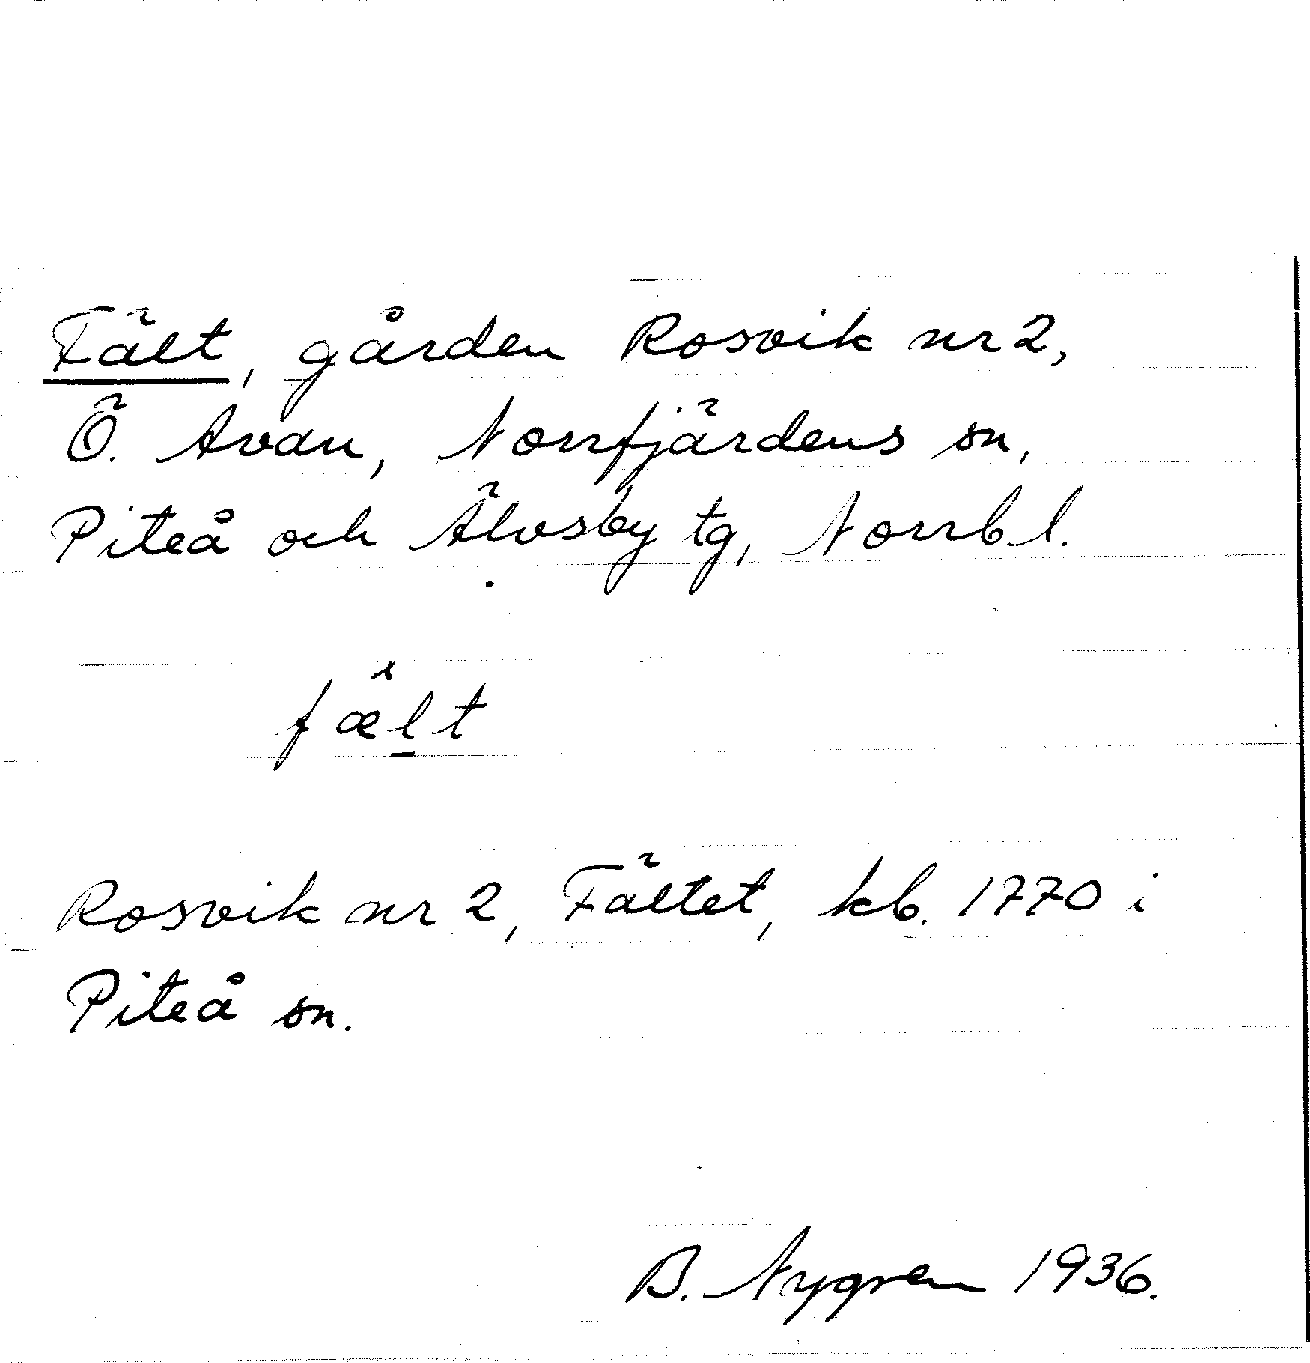 Fält, gården Rosvik nr 2,
Ö. Avan, Norrfjärdens sn,
Piteå och Älvsby tg, Norrb. l.
fæ̀l̲t
Rosvik nr 2, Fältet, kb. 1770 i
Piteå sn.
B. Nygren 1936.